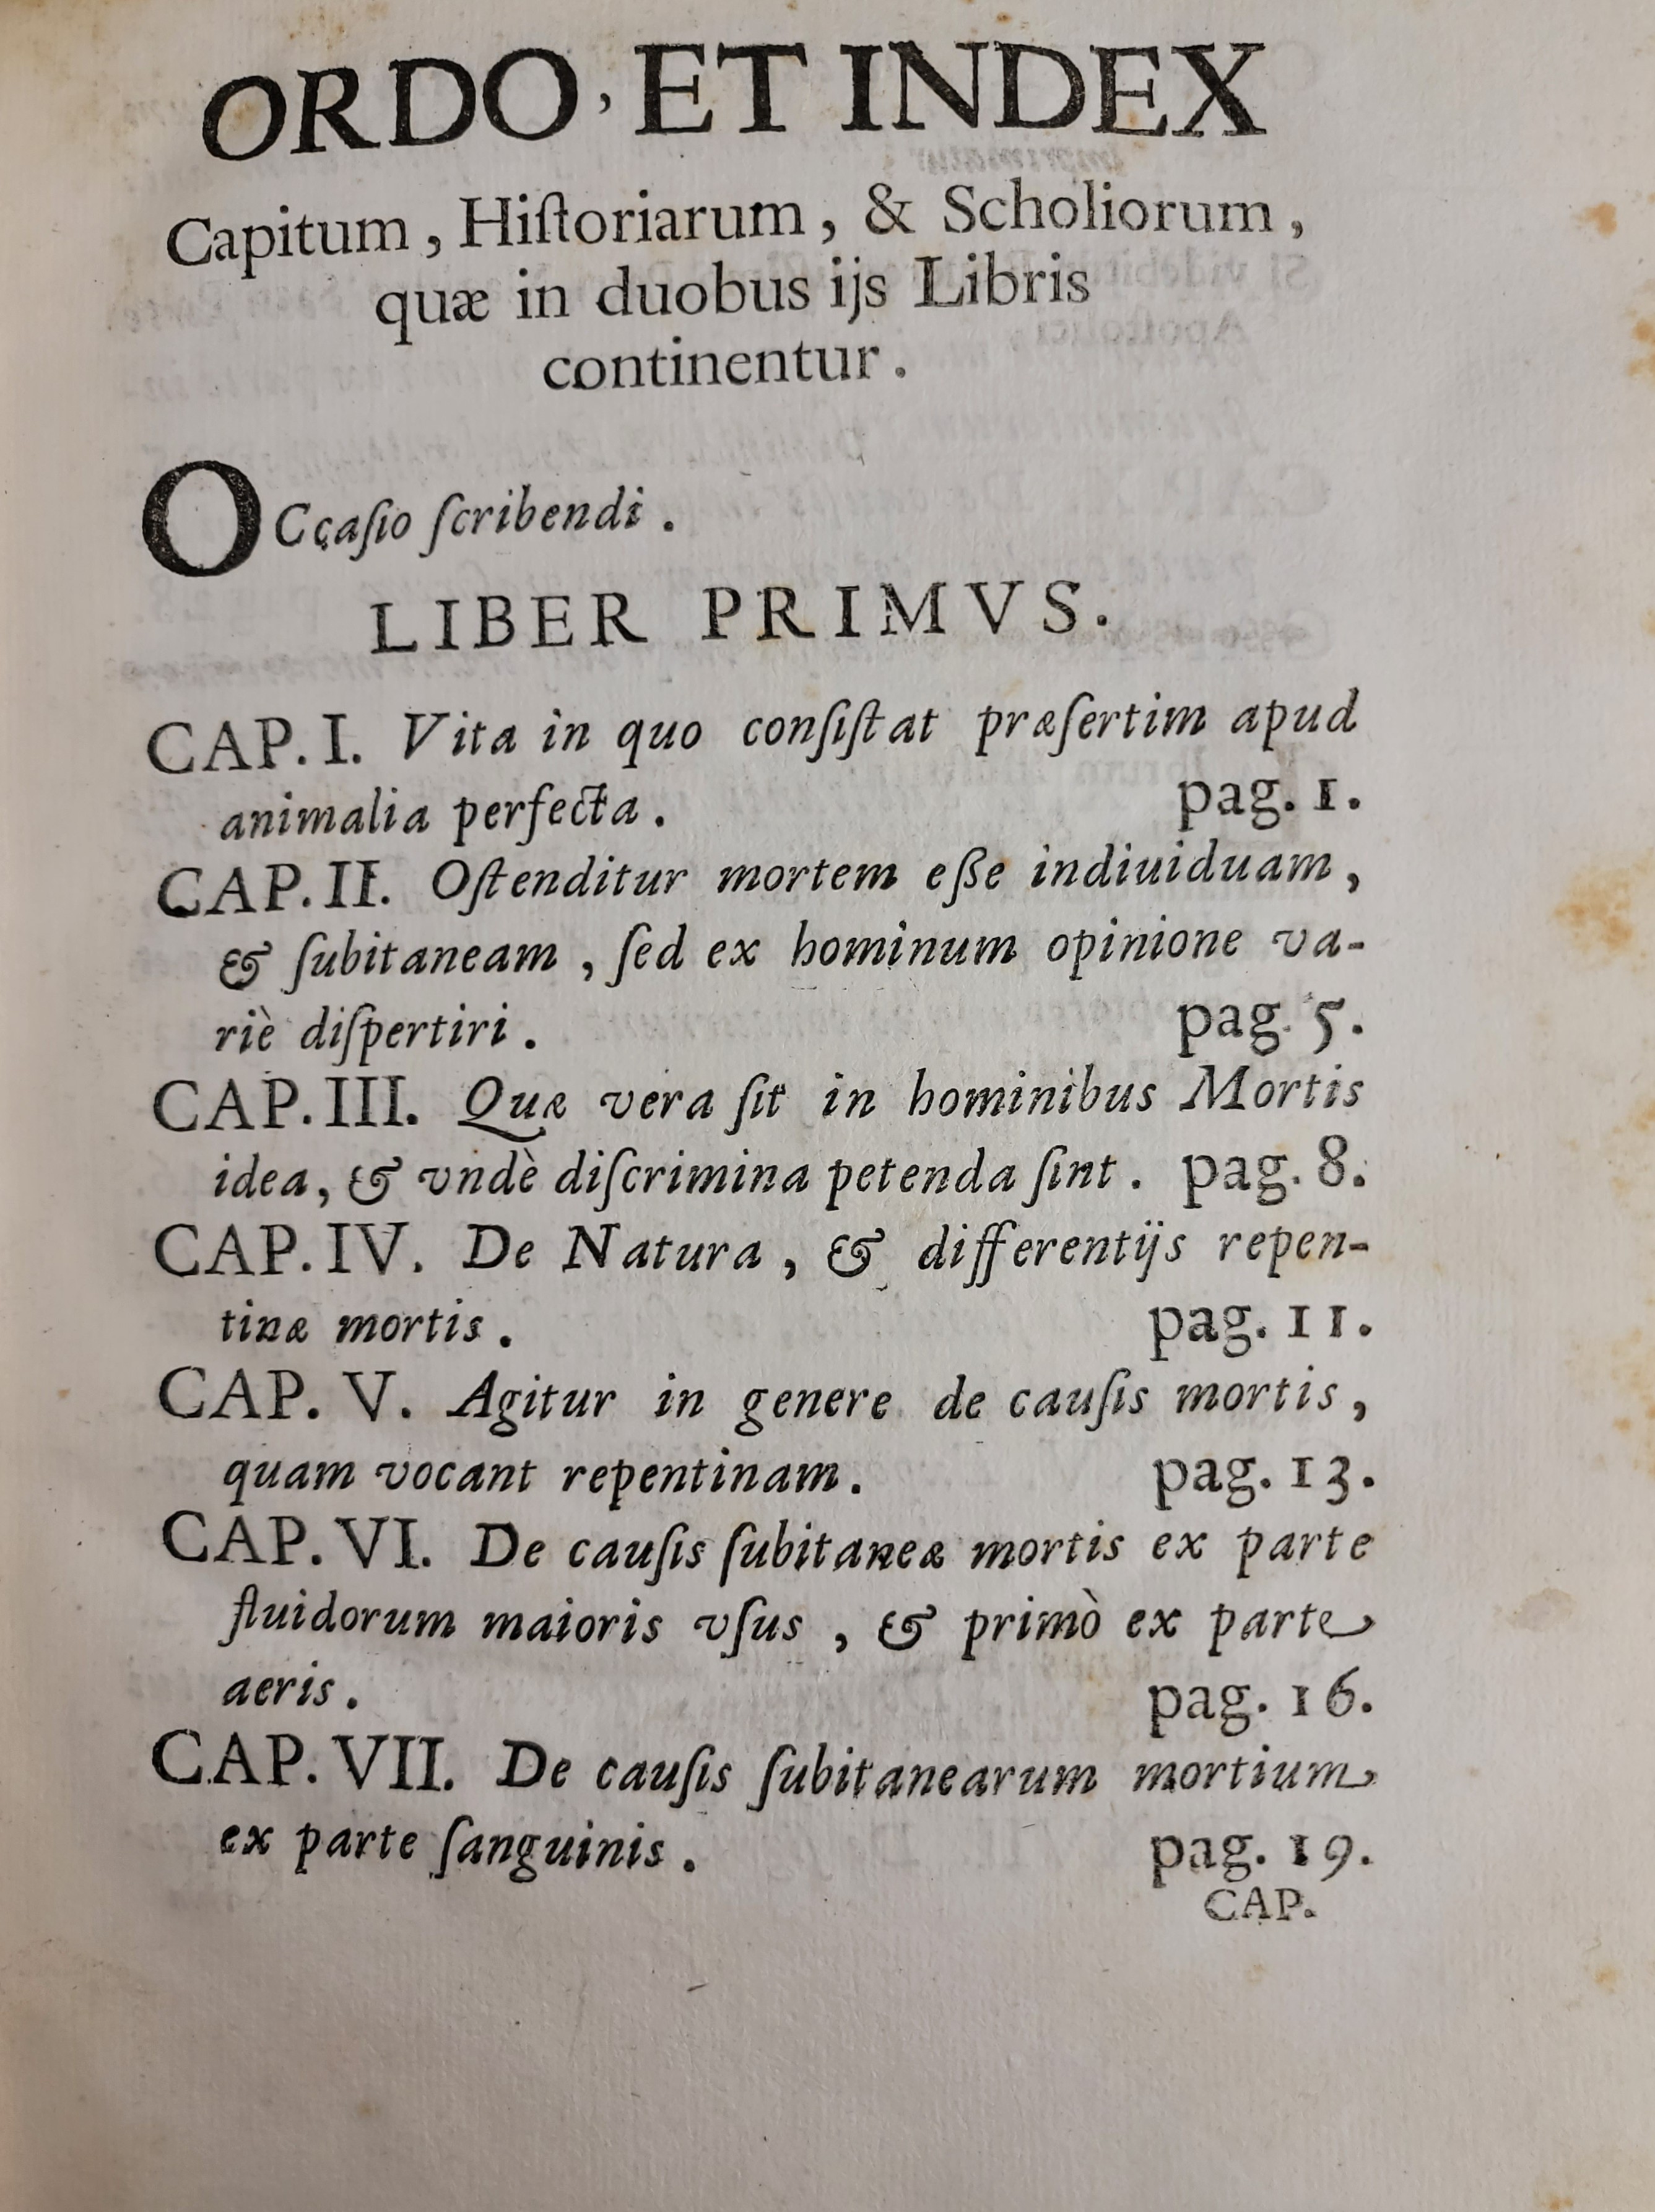 ORDO, ET INDEX
Capitum, Hiſtoriarum, & Scholiorum,
quæ in duobus ijs Libris
continentur.
OCcaſio ſcribendi.
LIBER PRIMVS.
CAP. I. Vita in quo conſiſtat præſertim apud
animalia perfecta. pag. 1.
CAP. II. Oſtenditur mortem eſſe indiuiduam,
& ſubitaneam, ſed ex hominum opinione va-
riè diſpertiri. pag. 5.
CAP. III. Quæ vera ſit in hominibus Mortis
idea, & vndè diſcrimina petenda ſint. pag. 8.
CAP. IV. De Natura, & differentijs repen-
tinæ mortis. pag. 11.
CAP. V. Agitur in genere de cauſis mortis,
quam vocant repentinam. pag. 13.
CAP. VI. De cauſis ſubitaneæ mortis ex parte
fluidorum maioris vſus, & primò ex parte
aeris. pag. 16.
CAP. VII. De cauſis ſubitanearum mortium
ex parte ſanguinis. pag. 19.
CAP.